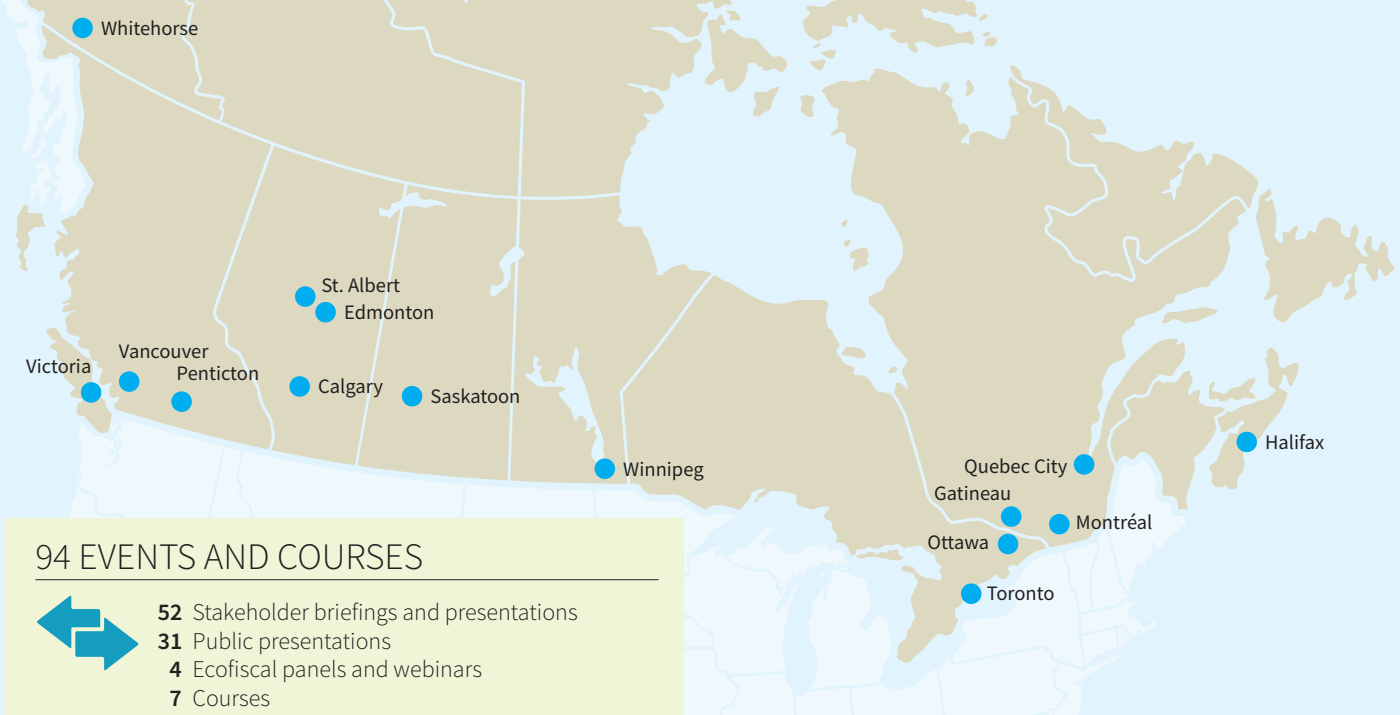 Whitehorse
St. Albert
Edmonton
Vancouver
Victoria
Penticton
Calgary
Saskatoon
Winnipeg
Halifax
Quebec City
Gatineau
Montréal
Ottawa
Toronto
94 EVENTS AND COURSES
52 Stakeholder briefings and presentations
31 Public presentations
4 Ecofiscal panels and webinars
7 Courses